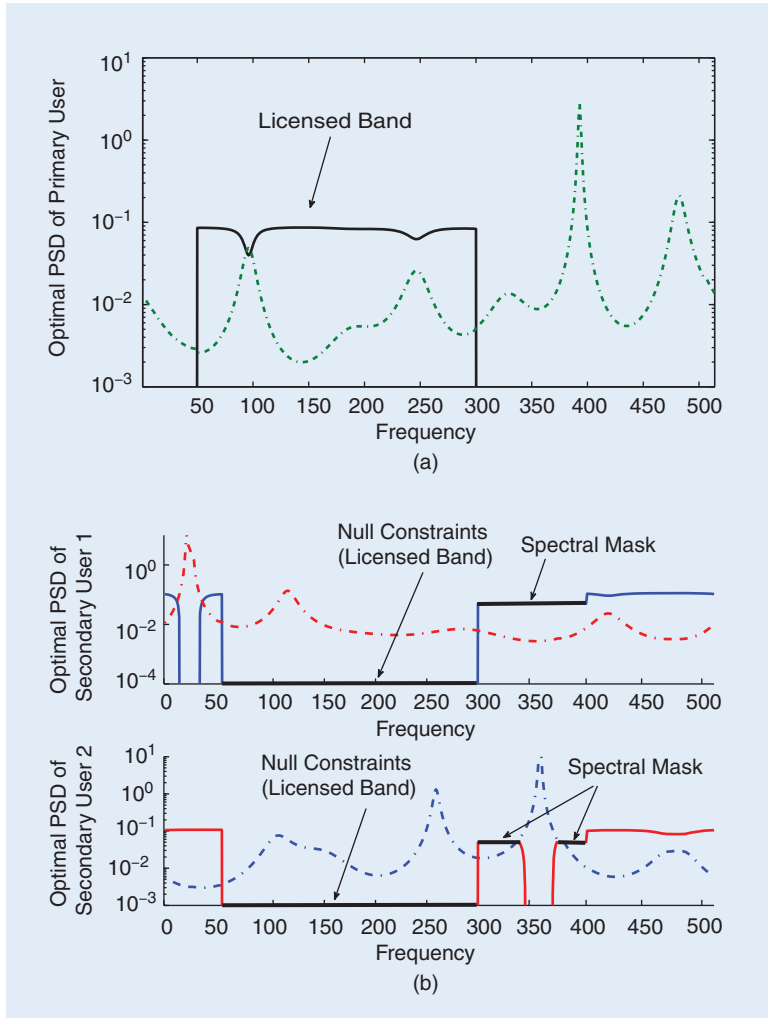 Optimal PSD of Primary User
10^1
10^0
10^−1
10^−2
10^−3
Licensed Band
50 100 150 200 250 300 350 400 450 500
Frequency
(a)
Optimal PSD of
Secondary User 1
10^0
10^−2
10^−4
Null Constraints
(Licensed Band)
Spectral Mask
0 50 100 150 200 250 300 350 400 450 500
Frequency
Optimal PSD of
Secondary User 2
10^1
10^0
10^−1
10^−2
10^−3
Null Constraints
(Licensed Band)
Spectral Mask
0 50 100 150 200 250 300 350 400 450 500
Frequency
(b)